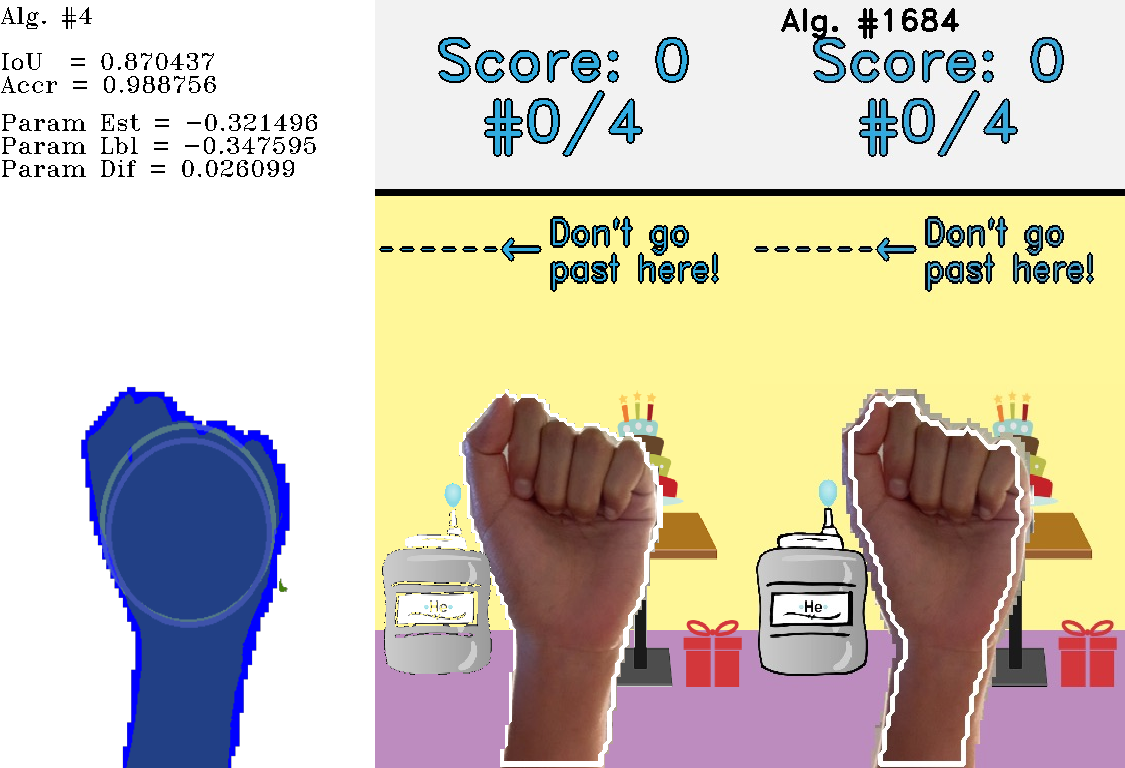 Alg. #4
IoU = 0.870437
Accr = 0.988756
Param Est = −0.321496
Param Lbl = −0.347595
Param Dif = 0.026099
Score: 0
#0/4
------← Don't go
past here!
He
Alg. #1684
Score: 0
#0/4
------← Don't go
past here!
He